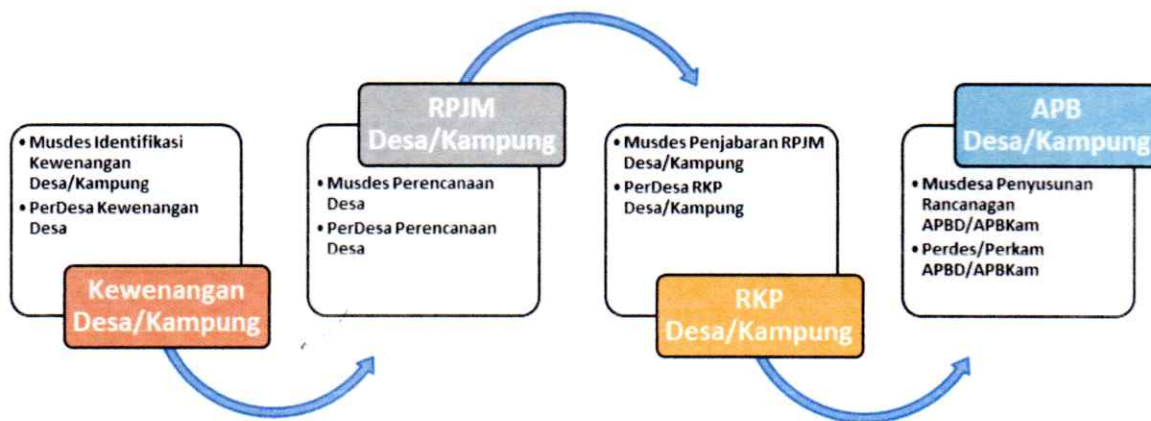 • Musdes Identifikasi
Kewenangan
Desa/Kampung
• PerDesa Kewenangan
Desa
Kewenangan
Desa/Kampung
RPJM
Desa/Kampung
• Musdes Perencanaan
Desa
• PerDesa Perencanaan
Desa
• Musdes Penjabaran RPJM
Desa/Kampung
• PerDesa RKP
Desa/Kampung
RKP
Desa/Kampung
APB
Desa/Kampung
• Musdesa Penyusunan
Rancanagan
APBD/APBKam
• Perdes/Perkam
APBD/APBKam